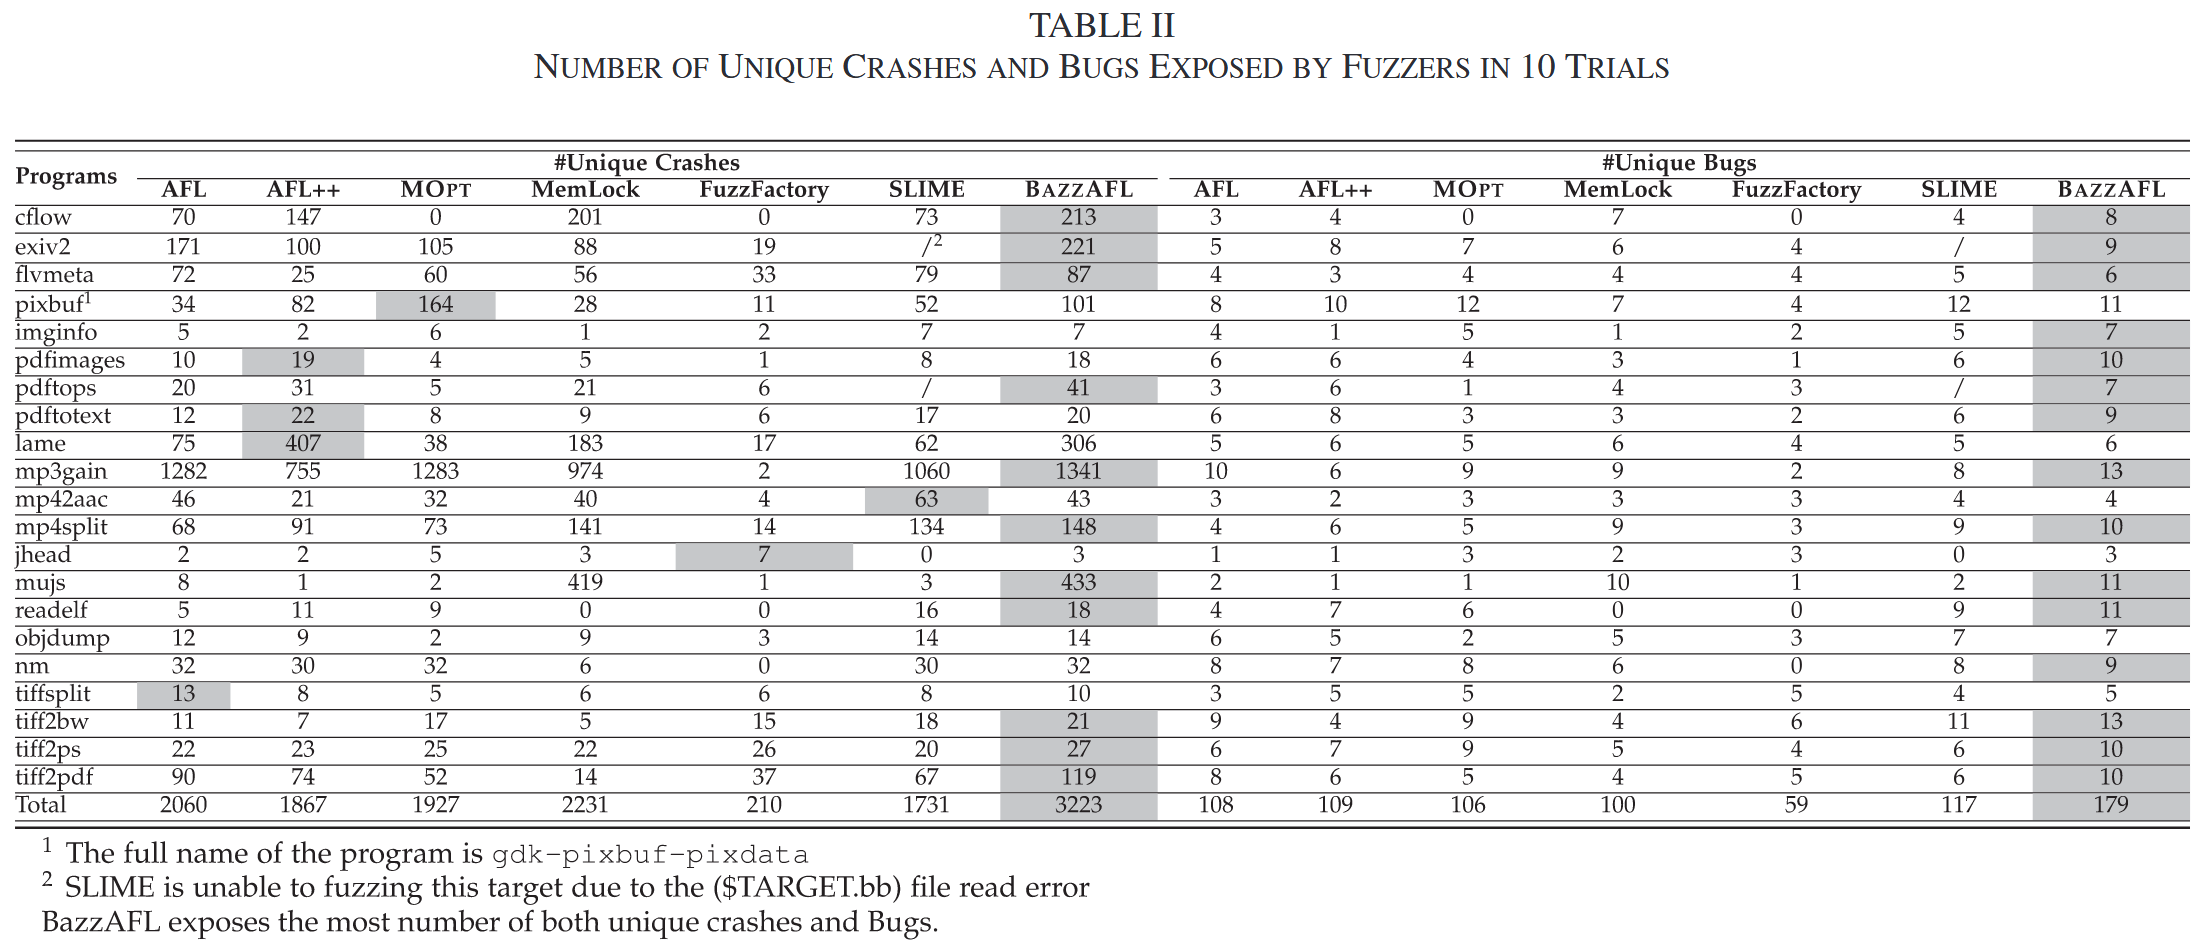 TABLE II
NUMBER OF UNIQUE CRASHES AND BUGS EXPOSED BY FUZZERS IN 10 TRIALS
Programs #Unique Crashes #Unique Bugs
AFL AFL++ MOPT MemLock FuzzFactory SLIME BAZZAFL AFL AFL++ MOPT MemLock FuzzFactory SLIME BAZZAFL
cflow 70 147 0 201 0 73 213 3 4 0 7 0 4 8
exiv2 171 100 105 88 19 /2 221 5 8 7 6 4 / 9
flvmeta 72 25 60 56 33 79 87 4 3 4 4 4 5 6
pixbuf1 34 82 164 28 11 52 101 8 10 12 7 4 12 11
imginfo 5 2 6 1 2 7 7 4 1 5 1 2 5 7
pdfimages 10 19 4 5 1 8 18 6 6 4 3 1 6 10
pdftops 20 31 5 21 6 / 41 3 6 1 4 3 / 7
pdftotext 12 22 8 9 6 17 20 6 8 3 3 2 6 9
lame 75 407 38 183 17 62 306 5 6 5 6 4 5 6
mp3gain 1282 755 1283 974 2 1060 1341 10 6 9 9 2 8 13
mp42aac 46 21 32 40 4 63 43 3 2 3 3 3 4 4
mp4split 68 91 73 141 14 134 148 4 6 5 9 3 9 10
jhead 2 2 5 3 7 0 3 1 1 3 2 3 0 3
mujs 8 1 2 419 1 3 433 2 1 1 10 1 2 11
readelf 5 11 9 0 0 16 18 4 7 6 0 0 9 11
objdump 12 9 2 9 3 14 14 6 5 2 5 3 7 7
nm 32 30 32 6 0 30 32 8 7 8 6 0 8 9
tiffsplit 13 8 5 6 6 8 10 3 5 5 2 5 4 5
tiff2bw 11 7 17 5 15 18 21 9 4 9 4 6 11 13
tiff2ps 22 23 25 22 26 20 27 6 7 9 5 4 6 10
tiff2pdf 90 74 52 14 37 67 119 8 6 5 4 5 6 10
Total 2060 1867 1927 2231 210 1731 3223 108 109 106 100 59 117 179
1 The full name of the program is gdk-pixbuf-pixdata
2 SLIME is unable to fuzzing this target due to the ($TARGET.bb) file read error
BazzAFL exposes the most number of both unique crashes and Bugs.